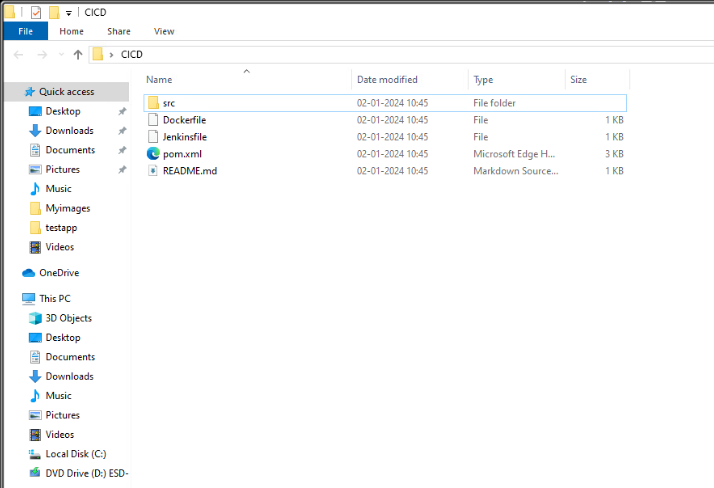 CICD
File Home Share View
CICD
Name Date modified Type Size
Quick access
Desktop
Downloads
Documents
Pictures
Music
Myimages
testapp
Videos
OneDrive
This PC
3D Objects
Desktop
Documents
Downloads
Music
Pictures
Videos
Local Disk (C:)
DVD Drive (D:) ESD-
src 02-01-2024 10:45 File folder
Dockerfile 02-01-2024 10:45 File 1 KB
Jenkinsfile 02-01-2024 10:45 File 1 KB
pom.xml 02-01-2024 10:45 Microsoft Edge H... 3 KB
README.md 02-01-2024 10:45 Markdown Source... 1 KB